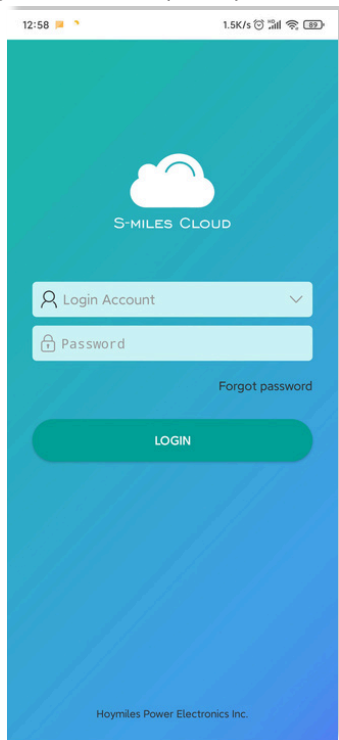 12:58
1.5K/s
89
S-MILES CLOUD
Login Account
Password
Forgot password
LOGIN
Hoymiles Power Electronics Inc.